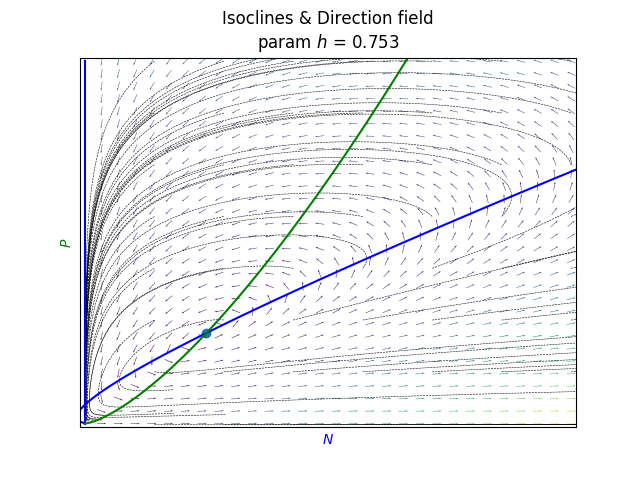 Isoclines & Direction field
param h = 0.753
P
N